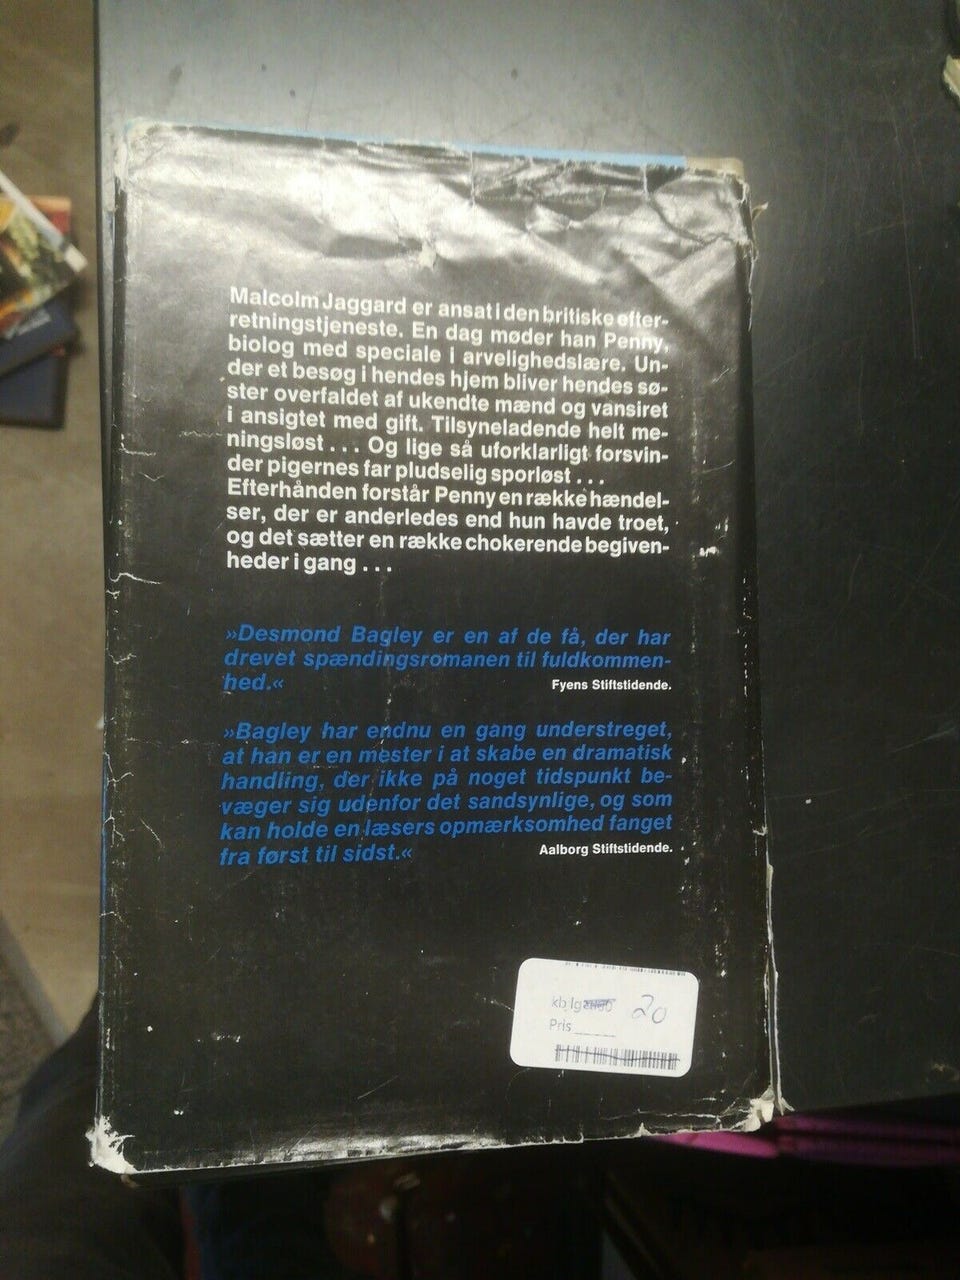 Malcolm Jaggard er ansat i den britiske efter-
retningstjeneste. En dag møder han Penny,
biolog med speciale i arvelighedslære. Un-
der et besøg i hendes hjem bliver hendes sø-
ster overfaldet af ukendte mænd og vansiret
i ansigtet med gift. Tilsyneladende helt me-
ningsløst . . . Og lige så uforklarligt forsvin-
der pigernes far pludselig sporløst . . .
Efterhånden forstår Penny en række hændel-
ser, der er anderledes end hun havde troet,
og det sætter en række chokerende begiven-
heder i gang . . .
»Desmond Bagley er en af de få, der har
drevet spændingsromanen til fuldkommen-
hed.«
Fyens Stiftstidende.
»Bagley har endnu en gang understreget,
at han er en mester i at skabe en dramatisk
handling, der ikke på noget tidspunkt be-
væger sig udenfor det sandsynlige, og som
kan holde en læsers opmærksomhed fanget
fra først til sidst.«
Aalborg Stiftstidende.
20
Pris